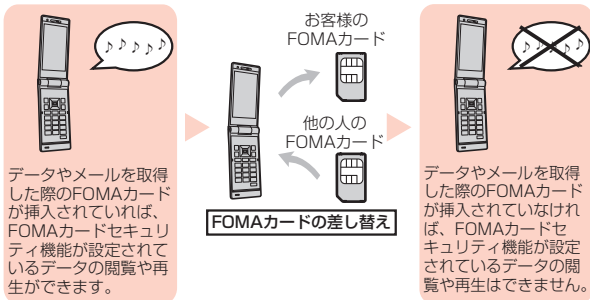 データやメールを取得
した際のFOMAカード
が挿入されていれば、
FOMAカードセキュリ
ティ機能が設定されて
いるデータの閲覧や再
生ができます。
お客様の
FOMAカード
他の人の
FOMAカード
FOMAカードの差し替え
データやメールを取得
した際のFOMAカード
が挿入されていなけれ
ば、FOMAカードセ
キュリティ機能が設定
されているデータの閲
覧や再生はできません。